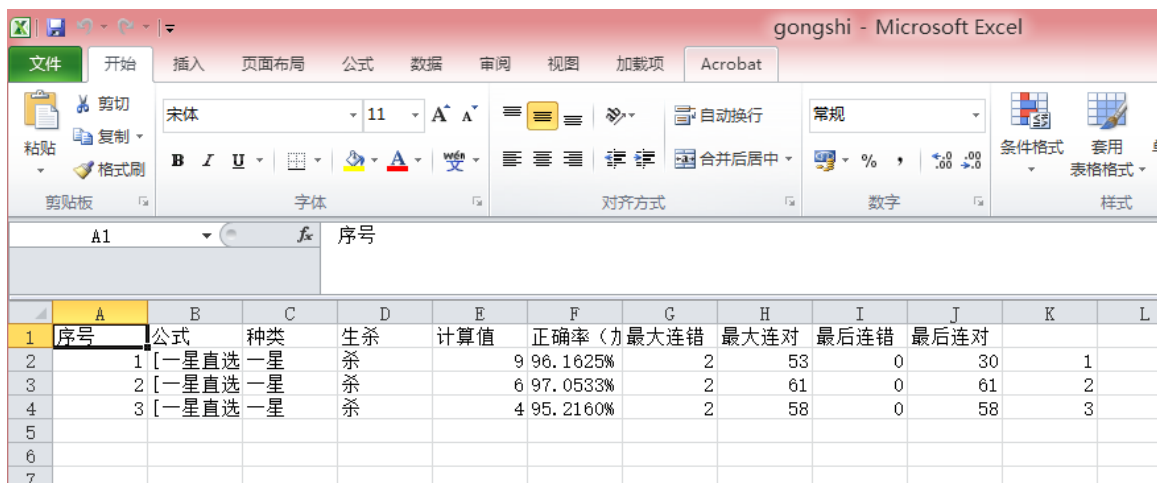 gongshi - Microsoft Excel
文件 开始 插入 页面布局 公式 数据 审阅 视图 加载项 Acrobat
剪切 宋体 11 A A 自动换行 常规
复制
粘贴 格式刷 B I U A wén 变 合并后居中 % , .0 .00 .00 .0 条件格式 套用
表格格式
剪贴板 字体 对齐方式 数字 样式
A1 fx 序号
A B C D E F G H I J K L
1 序号 公式 种类 生杀 计算值 正确率（加 最大连错 最大连对 最后连错 最后连对
2 1 [一星直选 一星 杀 9 96.1625% 2 53 0 30 1
3 2 [一星直选 一星 杀 6 97.0533% 2 61 0 61 2
4 3 [一星直选 一星 杀 4 95.2160% 2 58 0 58 3
5
6
7